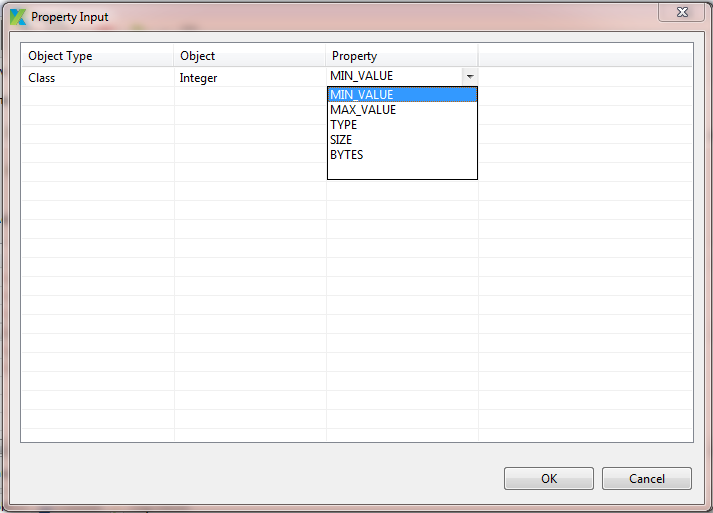 Property Input
Object Type Object Property
Class Integer MIN_VALUE
MIN_VALUE
MAX_VALUE
TYPE
SIZE
BYTES
OK Cancel